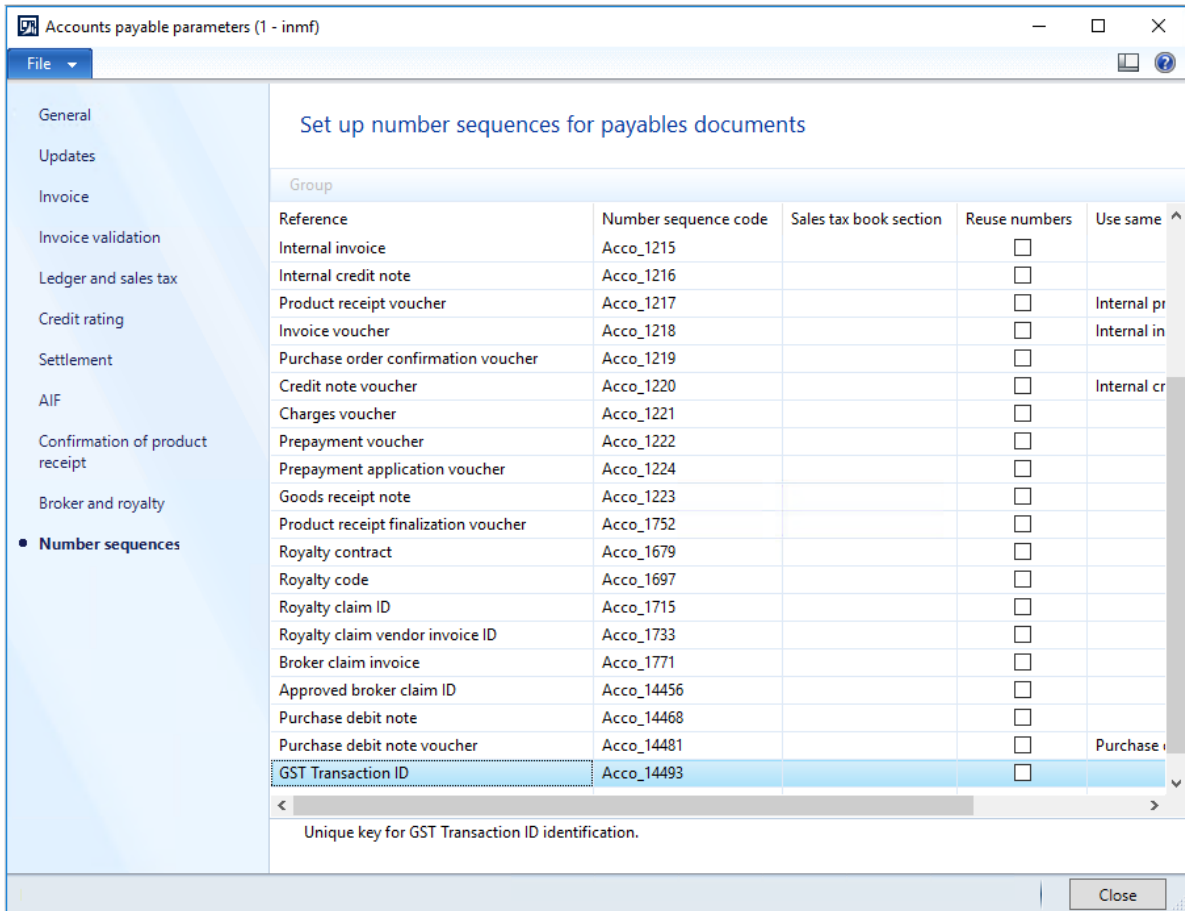 Accounts payable parameters (1 - inmf)
File
General
Updates
Invoice
Invoice validation
Ledger and sales tax
Credit rating
Settlement
AIF
Confirmation of product
receipt
Broker and royalty
Number sequences
Set up number sequences for payables documents
Group
Reference Number sequence code Sales tax book section Reuse numbers Use same
Internal invoice Acco_1215
Internal credit note Acco_1216
Product receipt voucher Acco_1217 Internal pr
Invoice voucher Acco_1218 Internal in
Purchase order confirmation voucher Acco_1219
Credit note voucher Acco_1220 Internal cr
Charges voucher Acco_1221
Prepayment voucher Acco_1222
Prepayment application voucher Acco_1224
Goods receipt note Acco_1223
Product receipt finalization voucher Acco_1752
Royalty contract Acco_1679
Royalty code Acco_1697
Royalty claim ID Acco_1715
Royalty claim vendor invoice ID Acco_1733
Broker claim invoice Acco_1771
Approved broker claim ID Acco_14456
Purchase debit note Acco_14468
Purchase debit note voucher Acco_14481 Purchase
GST Transaction ID Acco_14493
Unique key for GST Transaction ID identification.
Close